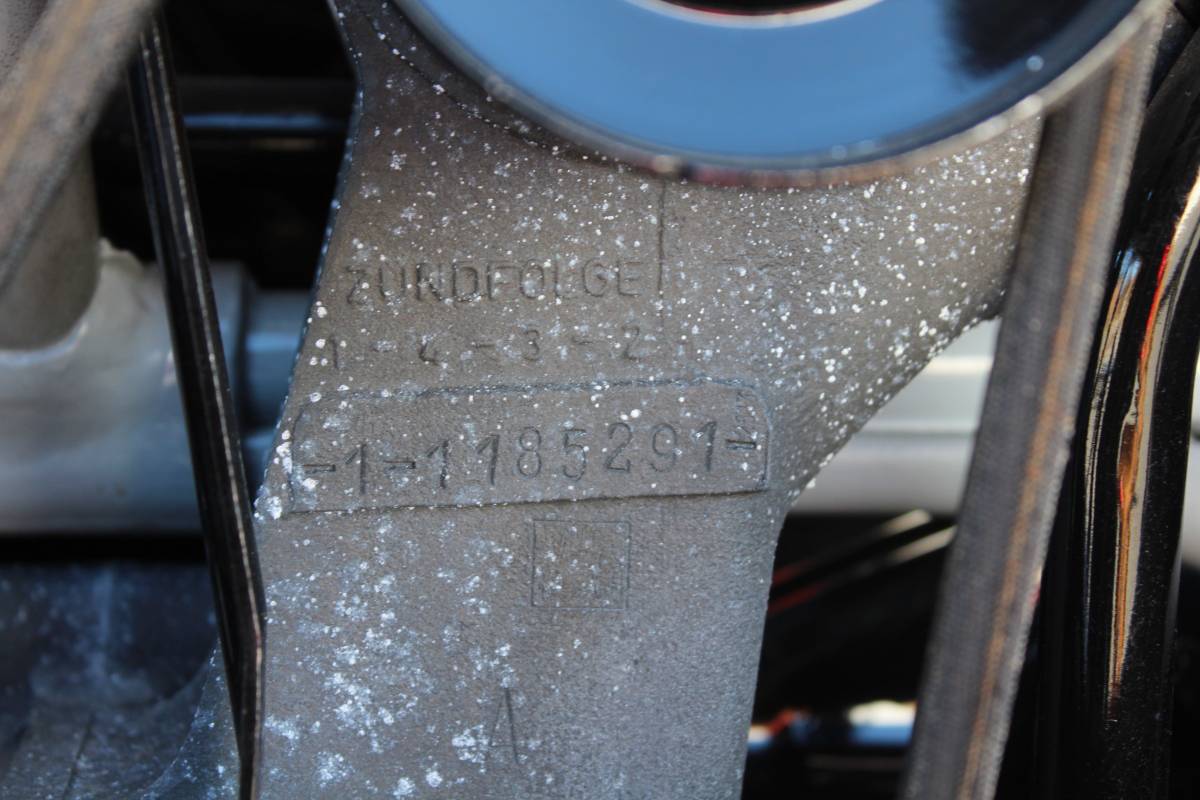 ZUNDFOLGE
1-4-3-2
-1-1185291-
A